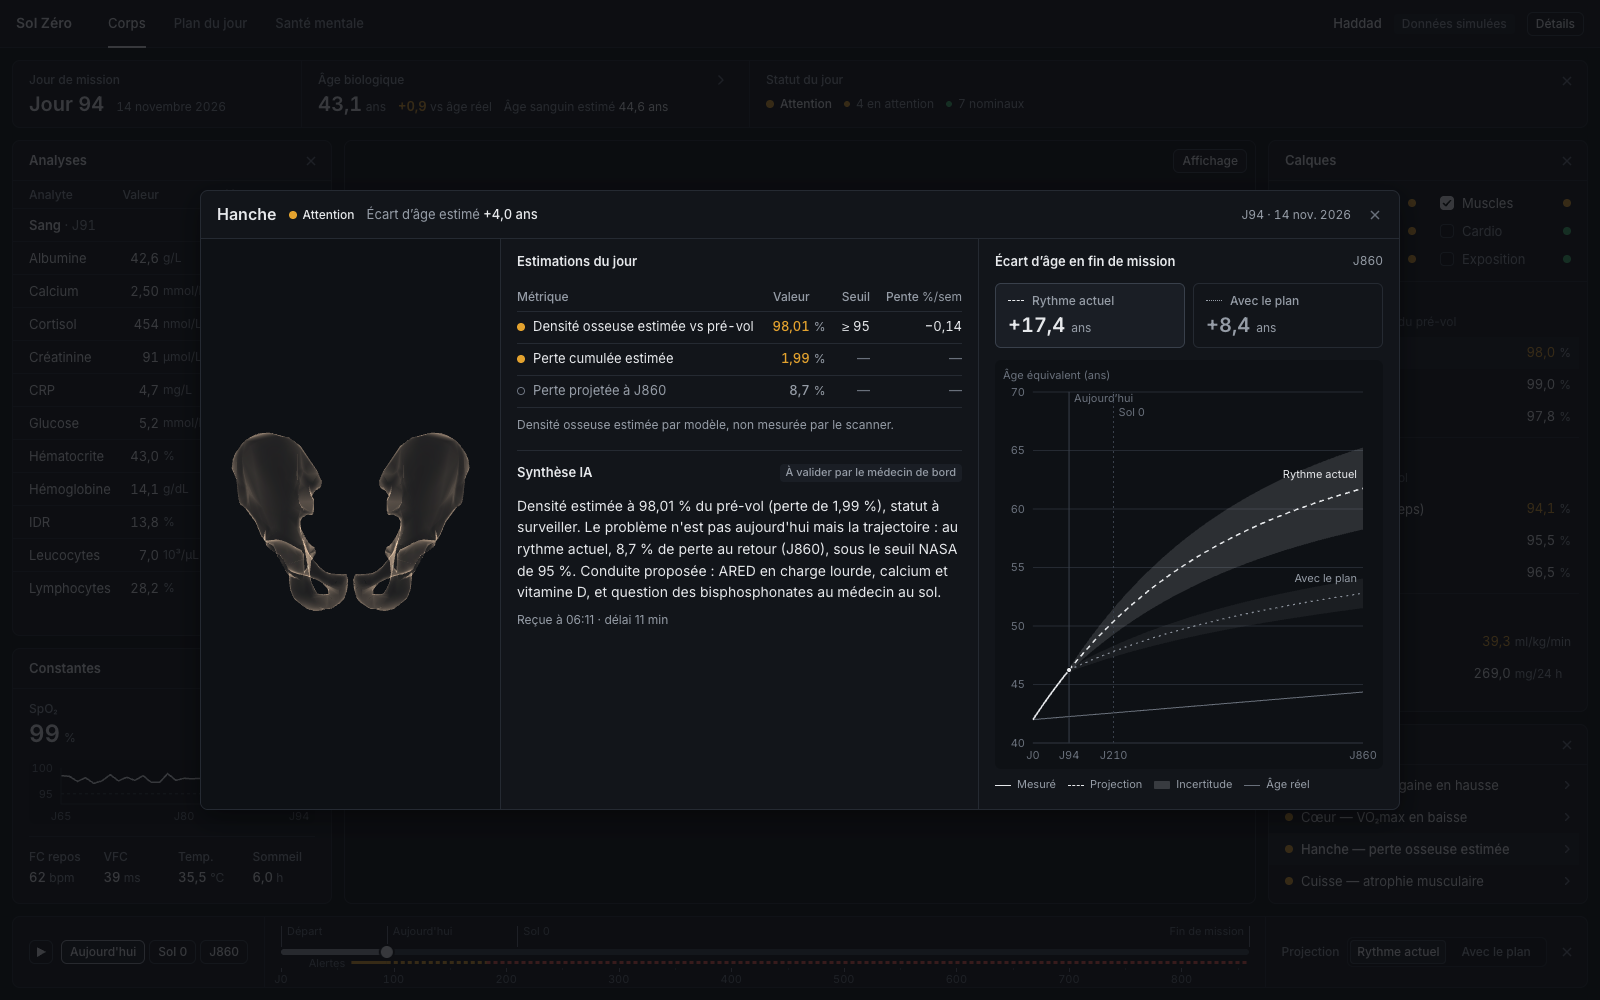 Sol Zéro
Corps
Plan du jour
Santé mentale
Haddad
Données simulées
Détails
Jour de mission
Jour 94 14 novembre 2026
Âge biologique
43,1 ans +0,9 vs âge réel Âge sanguin estimé 44,6 ans
Statut du jour
Attention 4 en attention 7 nominaux
Analyses
Analyte Valeur
Sang · J91
Albumine 42,6 g/L
Calcium 2,50 mmol/
Cortisol 454 nmol/L
Créatinine 91 µmol/L
CRP 4,7 mg/L
Glucose 5,2 mmol/
Hématocrite 43,0 %
Hémoglobine 14,1 g/dL
IDR 13,8 %
Leucocytes 7,0 10³/µL
Lymphocytes 28,2 %
Constantes
SpO₂
99 %
100
95
J65 J80 J94
FC repos VFC Temp. Sommeil
62 bpm 39 ms 35,5 °C 6,0 h
Affichage
Hanche Attention Écart d'âge estimé +4,0 ans
J94 · 14 nov. 2026
Estimations du jour
Métrique Valeur Seuil Pente %/sem
Densité osseuse estimée vs pré-vol 98,01 % ≥ 95 −0,14
Perte cumulée estimée 1,99 % — —
Perte projetée à J860 8,7 % — —
Densité osseuse estimée par modèle, non mesurée par le scanner.
Synthèse IA
À valider par le médecin de bord
Densité estimée à 98,01 % du pré-vol (perte de 1,99 %), statut à
surveiller. Le problème n'est pas aujourd'hui mais la trajectoire : au
rythme actuel, 8,7 % de perte au retour (J860), sous le seuil NASA
de 95 %. Conduite proposée : ARED en charge lourde, calcium et
vitamine D, et question des bisphosphonates au médecin au sol.
Reçue à 06:11 · délai 11 min
Écart d'âge en fin de mission J860
Rythme actuel
+17,4 ans
Avec le plan
+8,4 ans
Âge équivalent (ans)
70
Aujourd'hui
Sol 0
65
Rythme actuel
60
55
Avec le plan
50
45
40
J0 J94 J210 J860
Mesuré Projection Incertitude Âge réel
Calques
Muscles
Cardio
Exposition
du pré-vol
98,0 %
99,0 %
97,8 %
94,1 %
95,5 %
96,5 %
39,3 ml/kg/min
269,0 mg/24 h
gaine en hausse
Cœur — VO₂max en baisse
Hanche — perte osseuse estimée
Cuisse — atrophie musculaire
Aujourd'hui
Sol 0
J860
Départ Aujourd'hui Sol 0 Fin de mission
Alertes
J0 100 200 300 400 500 600 700 800
Projection
Rythme actuel
Avec le plan